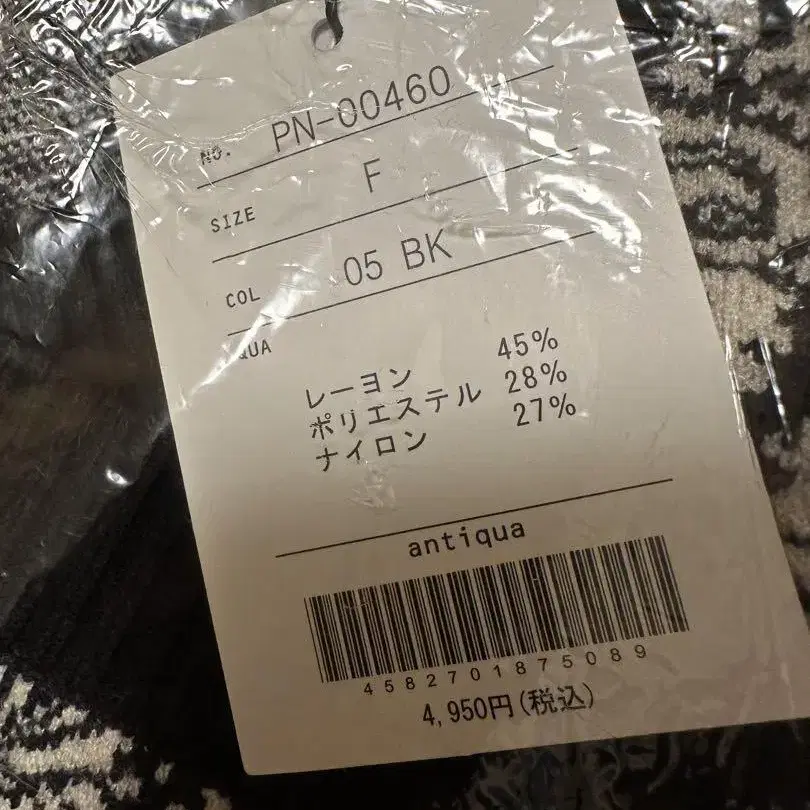 NO. PN-00460
SIZE F
COL 05 BK
QUA
レーヨン 45%
ポリエステル 28%
ナイロン 27%
antiqua
4582701875089
4,950円(税込)